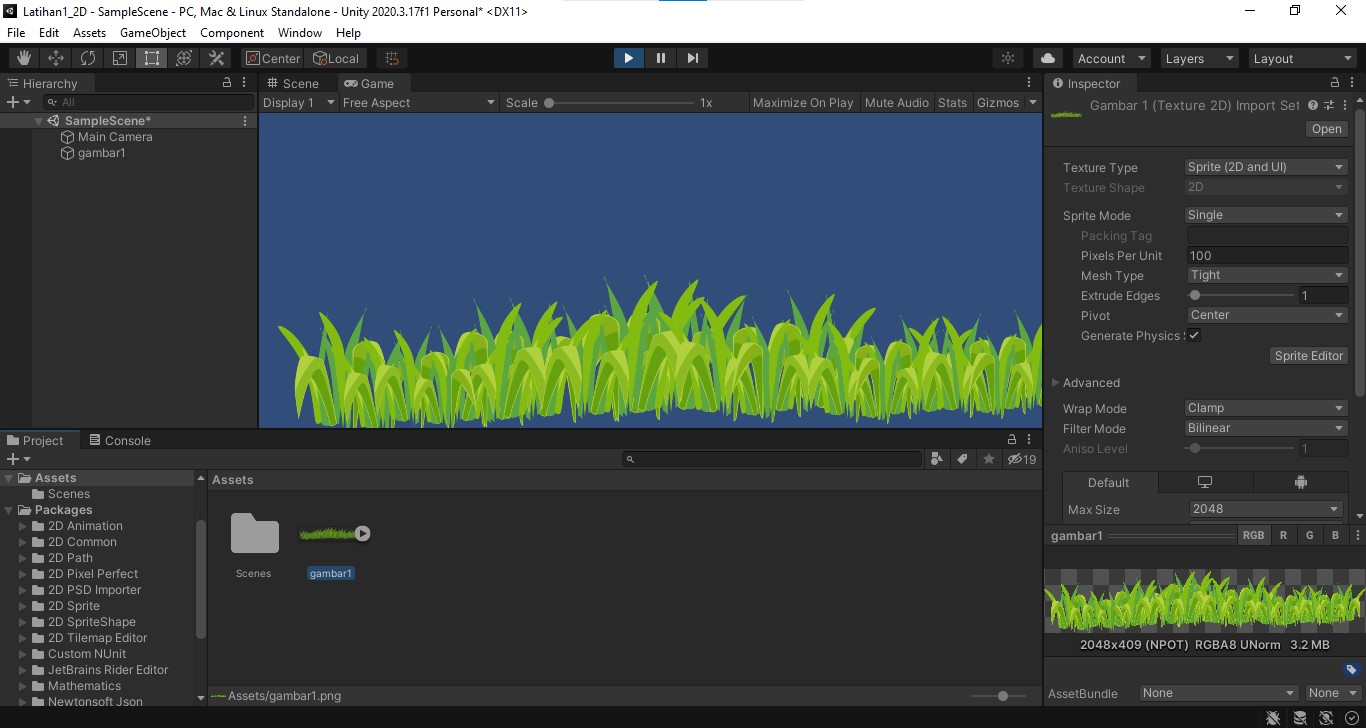 Latihan1_2D - SampleScene - PC, Mac & Linux Standalone - Unity 2020.3.17f1 Personal* <DX11>
File Edit Assets GameObject Component Window Help
Center Local Account Layers Layout
Hierarchy
All
SampleScene*
Main Camera
gambar1
Scene Game
Display 1 Free Aspect Scale 1x Maximize On Play Mute Audio Stats Gizmos
Inspector
Gambar 1 (Texture 2D) Import Set
Open
Texture Type Sprite (2D and UI)
Texture Shape 2D
Sprite Mode Single
Packing Tag
Pixels Per Unit 100
Mesh Type Tight
Extrude Edges 1
Pivot Center
Generate Physics S
Sprite Editor
Advanced
Wrap Mode Clamp
Filter Mode Bilinear
Aniso Level 1
Default
Max Size 2048
gambar1 RGB R G B
2048x409 (NPOT) RGBA8 UNorm 3.2 MB
AssetBundle None None
Project Console
19
Assets
Scenes
Packages
2D Animation
2D Common
2D Path
2D Pixel Perfect
2D PSD Importer
2D Sprite
2D SpriteShape
2D Tilemap Editor
Custom NUnit
JetBrains Rider Editor
Mathematics
Newtonsoft Json
Assets
Scenes gambar1
Assets/gambar1.png